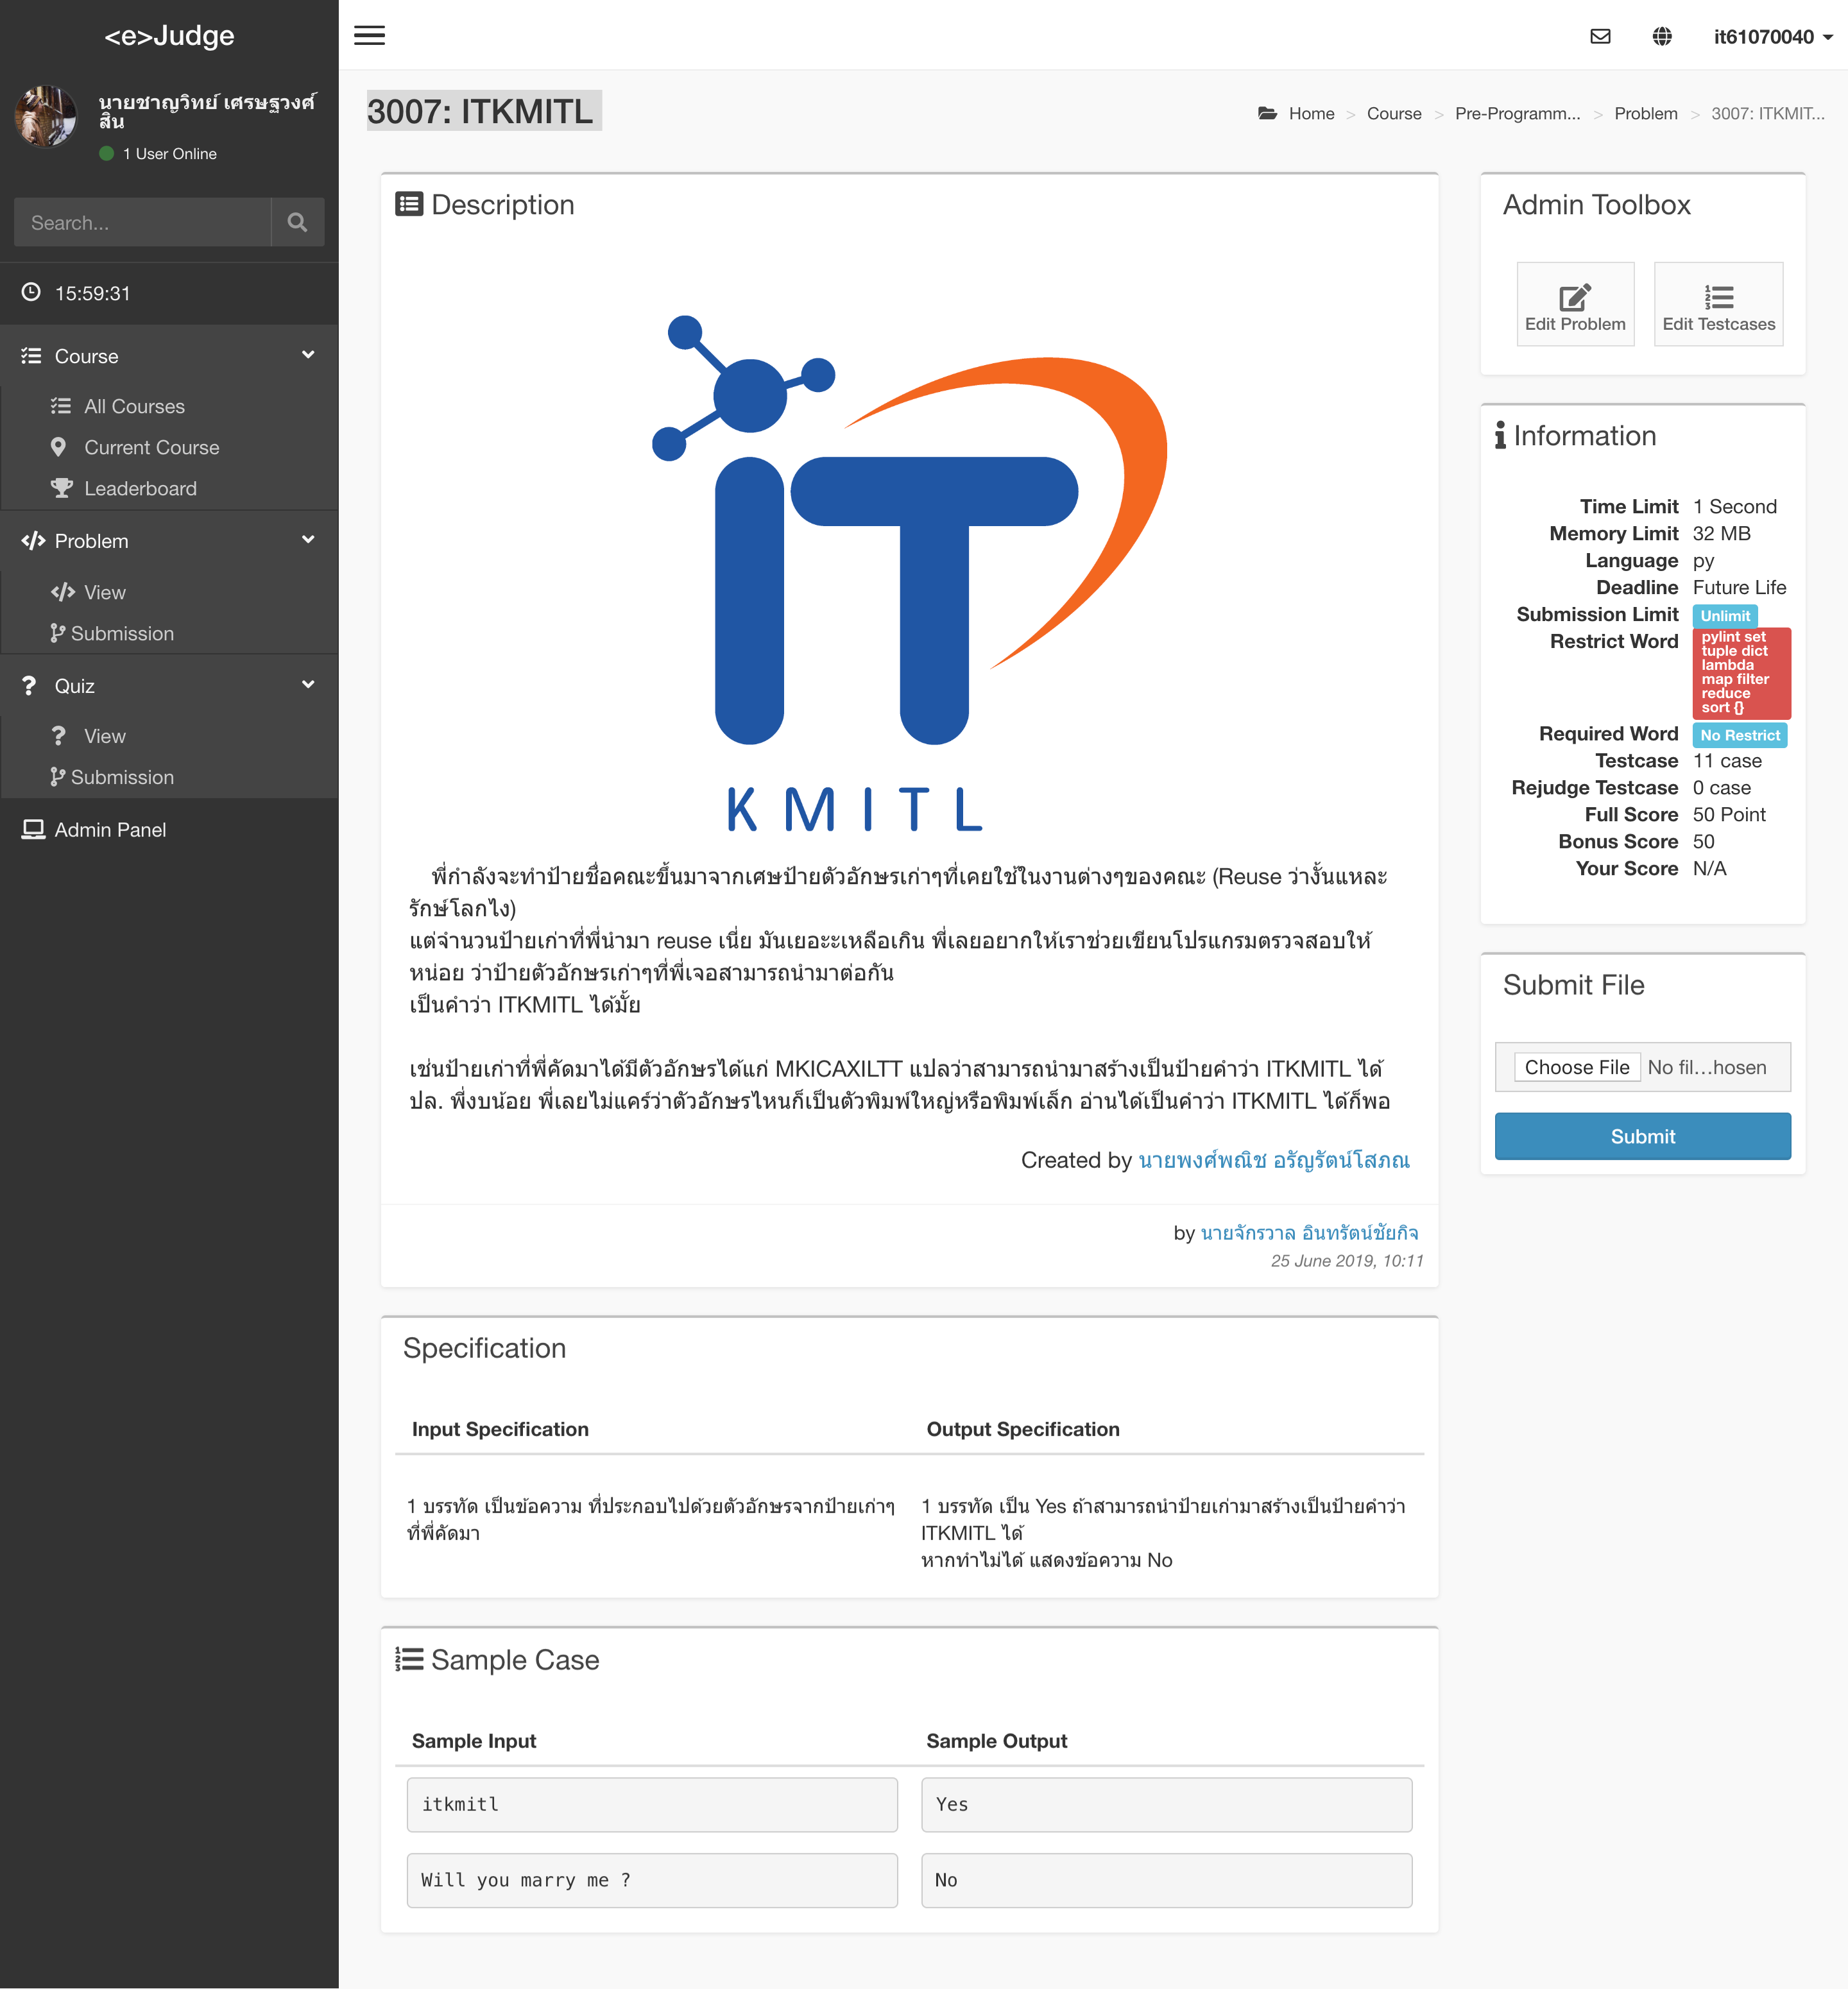 <e>Judge
it61070040
นายชาญวิทย์ เศรษฐวงศ์
สิน
1 User Online
Search...
15:59:31
Course
All Courses
Current Course
Leaderboard
Problem
View
Submission
Quiz
View
Submission
Admin Panel
3007: ITKMITL
Home > Course > Pre-Programm... > Problem > 3007: ITKMIT...
Description
iT
KMITL
พี่กำลังจะทำป้ายชื่อคณะขึ้นมาจากเศษป้ายตัวอักษรเก่าๆที่เคยใช้ในงานต่างๆของคณะ (Reuse ว่างั้นแหละ
รักษ์โลกไง)
แต่จำนวนป้ายเก่าที่พี่นำมา reuse เนี่ย มันเยอะะเหลือเกิน พี่เลยอยากให้เราช่วยเขียนโปรแกรมตรวจสอบให้
หน่อย ว่าป้ายตัวอักษรเก่าๆที่พี่เจอสามารถนำมาต่อกัน
เป็นคำว่า ITKMITL ได้มั้ย
เช่นป้ายเก่าที่พี่คัดมาได้มีตัวอักษรได้แก่ MKICAXILTT แปลว่าสามารถนำมาสร้างเป็นป้ายคำว่า ITKMITL ได้
ปล. พี่งบน้อย พี่เลยไม่แคร์ว่าตัวอักษรไหนก็เป็นตัวพิมพ์ใหญ่หรือพิมพ์เล็ก อ่านได้เป็นคำว่า ITKMITL ได้ก็พอ
Created by นายพงศ์พณิช อรัญรัตน์โสภณ
by นายจักรวาล อินทรัตน์ชัยกิจ
25 June 2019, 10:11
Specification
Input Specification
Output Specification
1 บรรทัด เป็นข้อความ ที่ประกอบไปด้วยตัวอักษรจากป้ายเก่าๆ
ที่พี่คัดมา
1 บรรทัด เป็น Yes ถ้าสามารถนำป้ายเก่ามาสร้างเป็นป้ายคำว่า
ITKMITL ได้
หากทำไม่ได้ แสดงข้อความ No
Sample Case
Sample Input
Sample Output
itkmitl
Yes
Will you marry me ?
No
Admin Toolbox
Edit Problem
Edit Testcases
Information
Time Limit 1 Second
Memory Limit 32 MB
Language py
Deadline Future Life
Submission Limit Unlimit
Restrict Word pylint set
tuple dict
lambda
map filter
reduce
sort {}
Required Word No Restrict
Testcase 11 case
Rejudge Testcase 0 case
Full Score 50 Point
Bonus Score 50
Your Score N/A
Submit File
Choose File No fil...hosen
Submit